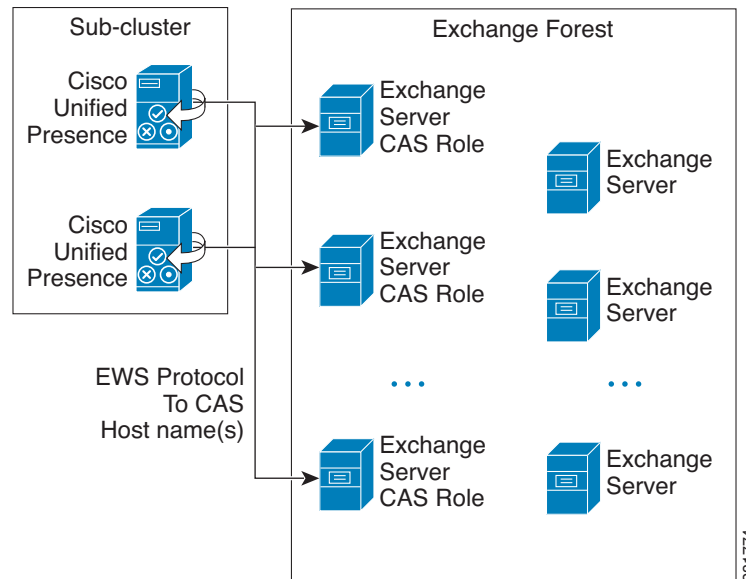 Sub-cluster
Exchange Forest
Cisco
Unified
Presence
Exchange
Server
CAS Role
Exchange
Server
Cisco
Unified
Presence
Exchange
Server
CAS Role
Exchange
Server
EWS Protocol
To CAS
Host name(s)
...
...
Exchange
Server
CAS Role
Exchange
Server